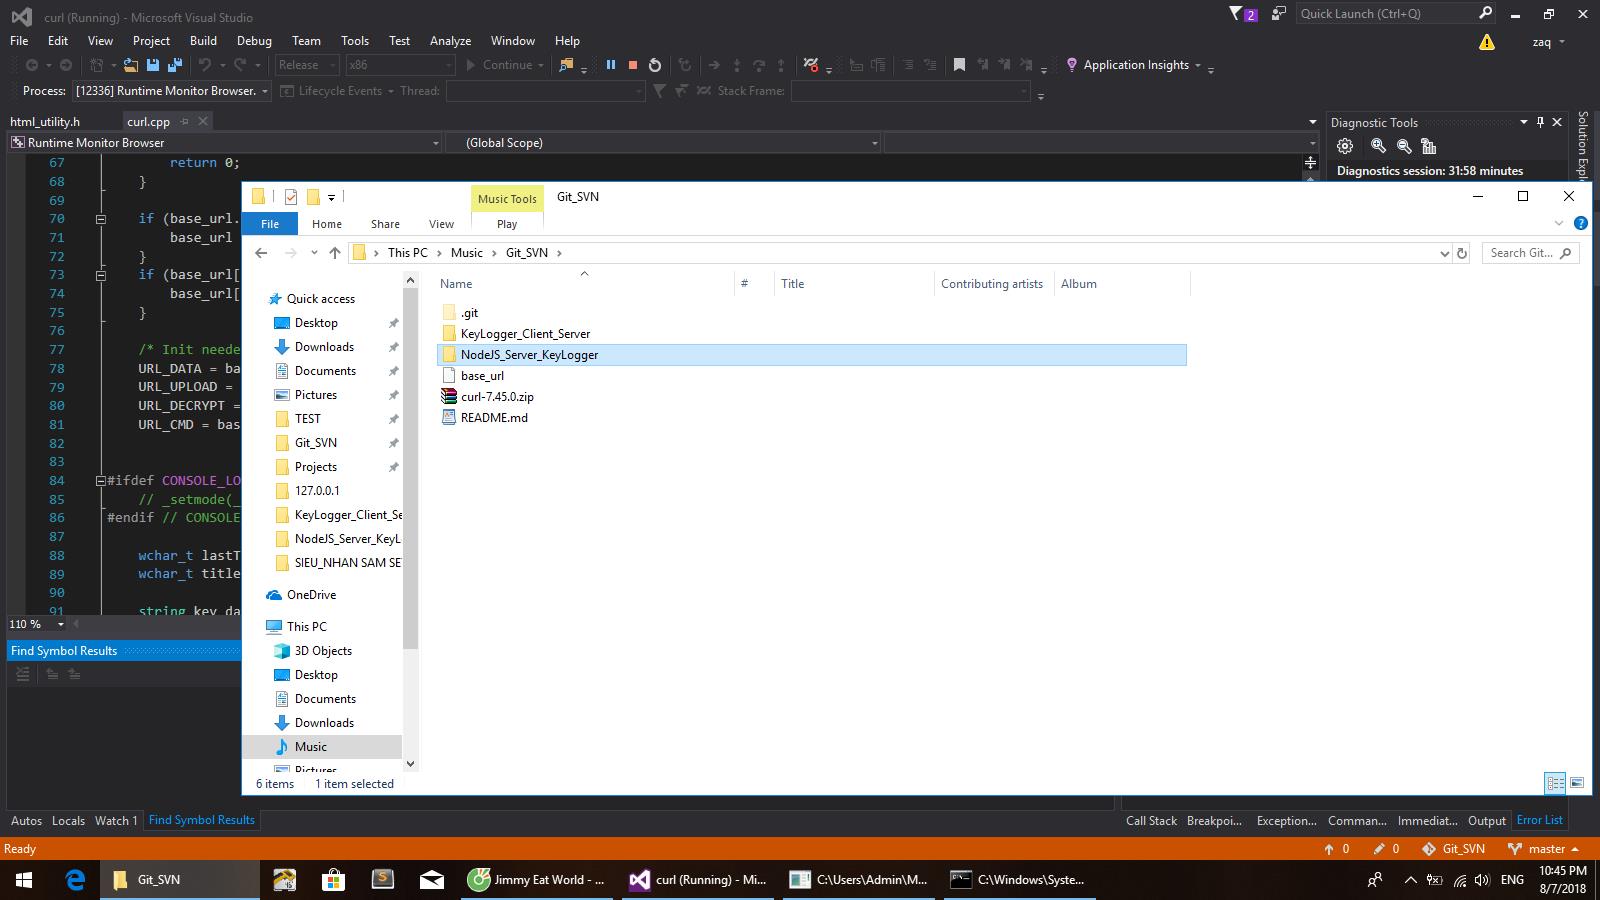 curl (Running) - Microsoft Visual Studio
2
Quick Launch (Ctrl+Q)
File Edit View Project Build Debug Team Tools Test Analyze Window Help
zaq
Release x86 Continue Application Insights
Process: [12336] Runtime Monitor Browser. Lifecycle Events Thread: Stack Frame:
html_utility.h curl.cpp
Diagnostic Tools
Runtime Monitor Browser (Global Scope)
Diagnostics session: 31:58 minutes
Solution Explo
67 return 0;
68 }
69
70 if (base_url.
71 base_url
72 }
73 if (base_url[
74 base_url[
75 }
76
77 /* Init neede
78 URL_DATA = ba
79 URL_UPLOAD =
80 URL_DECRYPT =
81 URL_CMD = bas
82
83
84 #ifdef CONSOLE_LO
85 // _setmode(_
86 #endif // CONSOLE
87
88 wchar_t lastT
89 wchar_t title
90
91 string key_da
110 %
Find Symbol Results
Music Tools Git_SVN
File Home Share View Play
This PC Music Git_SVN
Search Git...
Name # Title Contributing artists Album
Quick access
Desktop
Downloads
Documents
Pictures
TEST
Git_SVN
Projects
127.0.0.1
KeyLogger_Client_Se
NodeJS_Server_KeyL
SIEU_NHAN SAM SE
OneDrive
This PC
3D Objects
Desktop
Documents
Downloads
Music
Pictures
.git
KeyLogger_Client_Server
NodeJS_Server_KeyLogger
base_url
curl-7.45.0.zip
README.md
6 items 1 item selected
Autos Locals Watch 1 Find Symbol Results
Call Stack Breakpoi... Exception... Comman... Immediat... Output Error List
Ready
0 0 Git_SVN master
Git_SVN
Jimmy Eat World - ...
curl (Running) - Mi...
C:\Users\Admin\M...
C:\Windows\Syste...
ENG
10:45 PM
8/7/2018